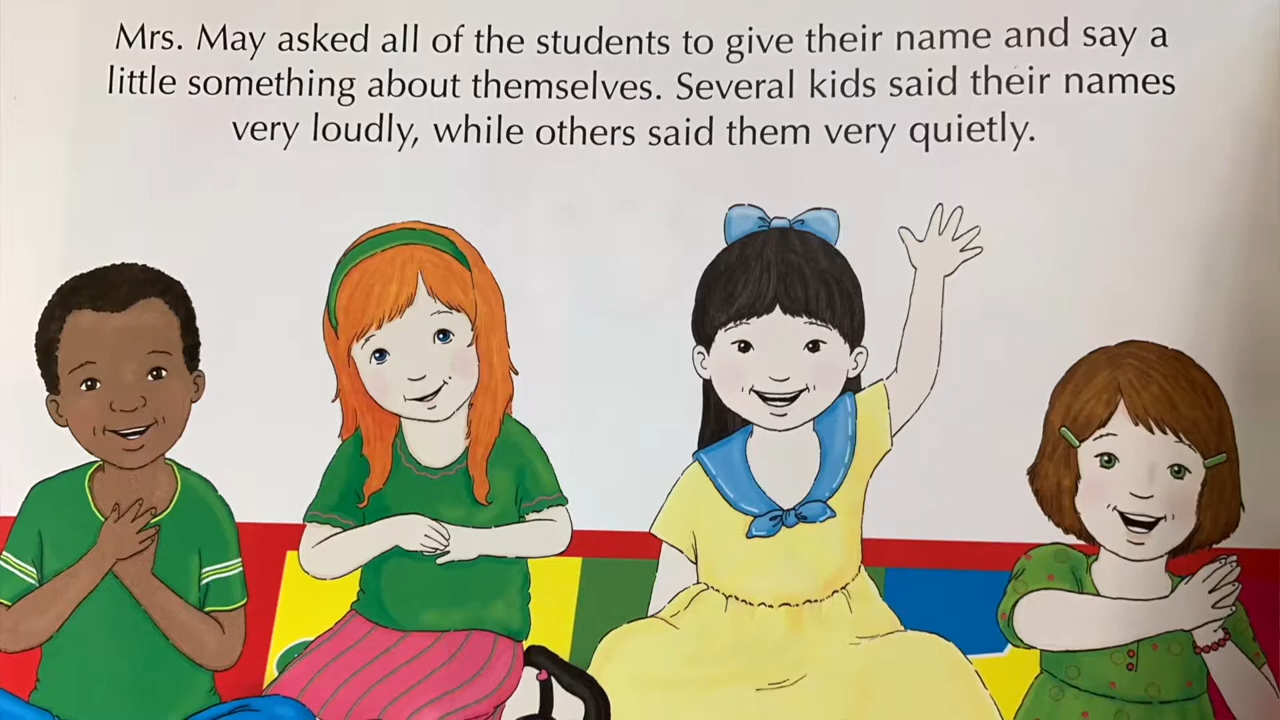 Mrs. May asked all of the students to give their name and say a
little something about themselves. Several kids said their names
very loudly, while others said them very quietly.